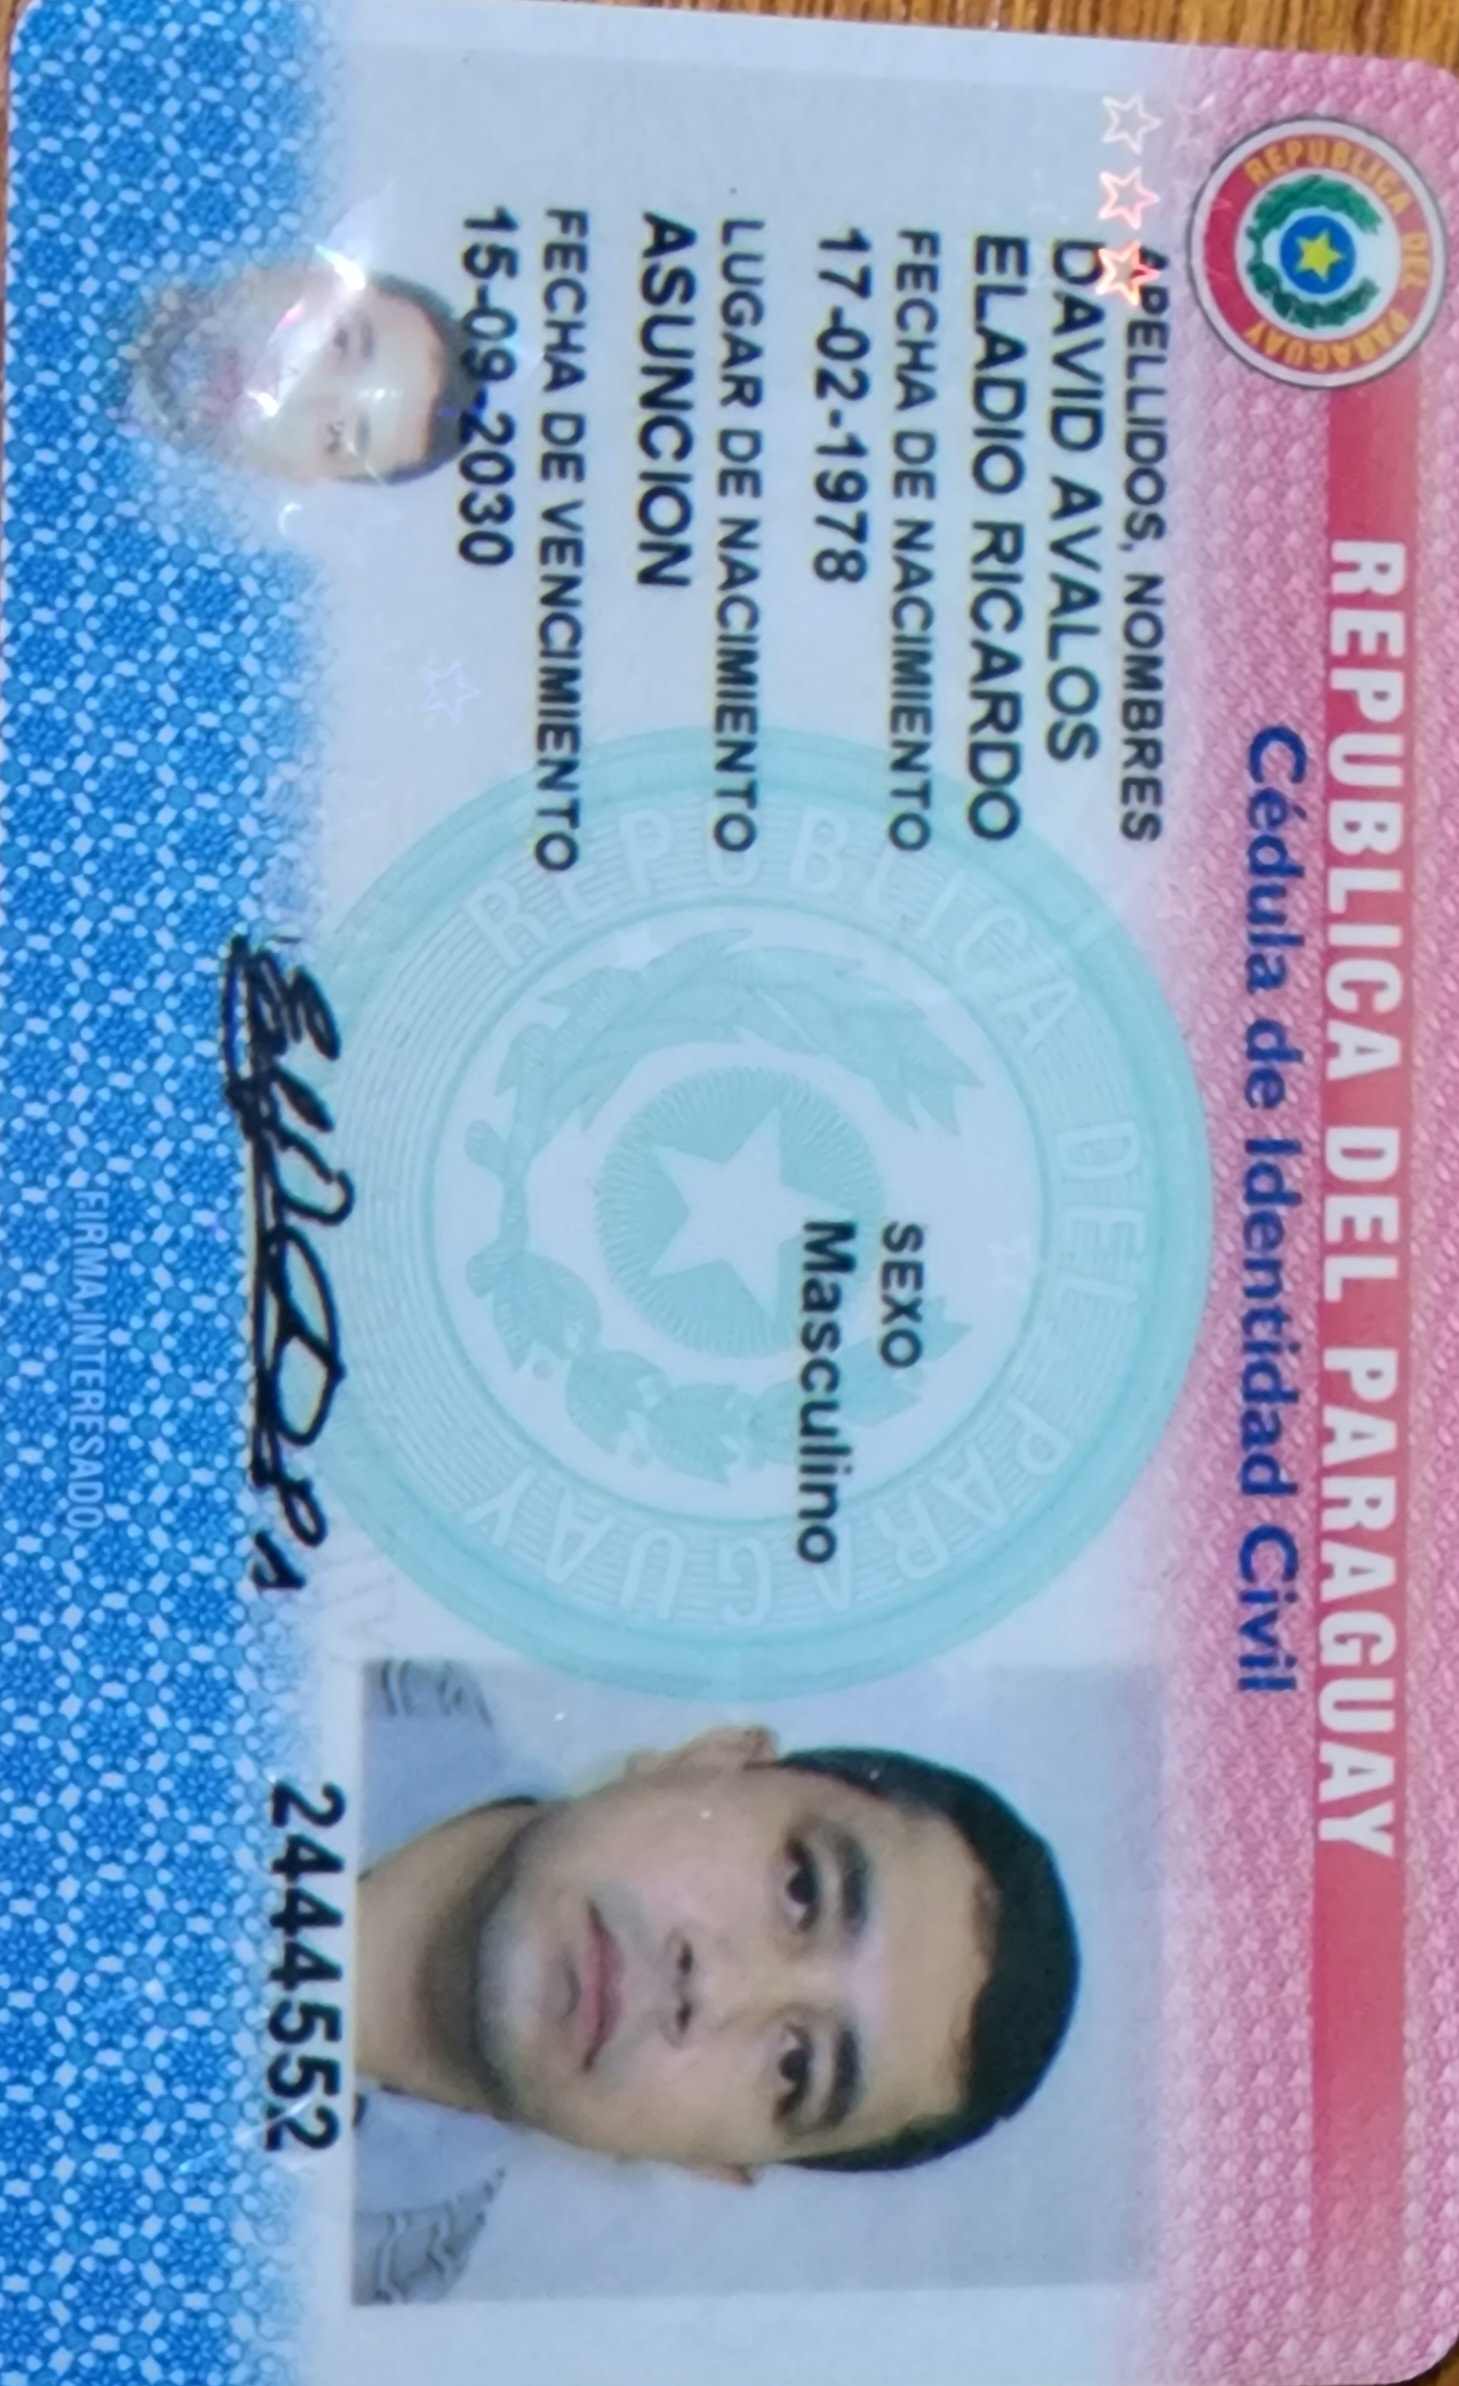 REPUBLICA DEL PARAGUAY
REPUBLICA DEL PARAGUAY
Cédula de Identidad Civil
APELLIDOS, NOMBRES
DAVID AVALOS
ELADIO RICARDO
FECHA DE NACIMIENTO
17-02-1978
SEXO
Masculino
LUGAR DE NACIMIENTO
ASUNCION
FECHA DE VENCIMIENTO
15-09-2030
REPUBLICA DEL PARAGUAY
2444552
FIRMA INTERESADO